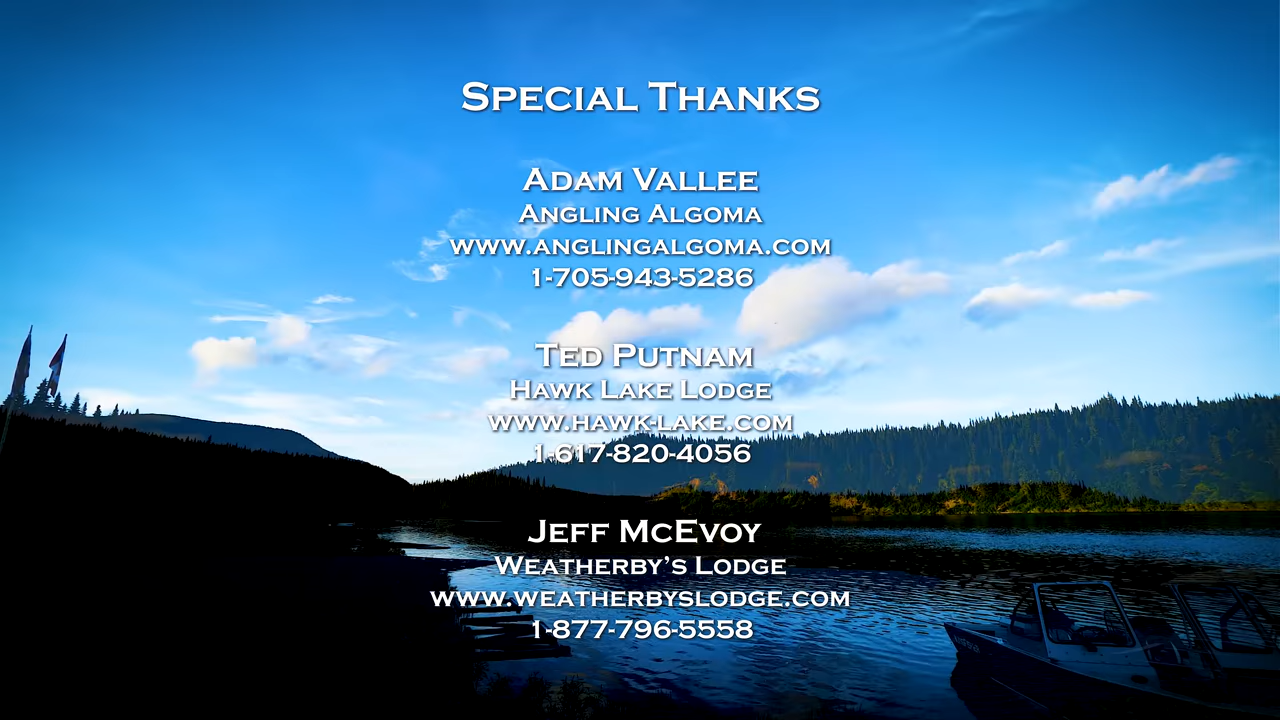 Special Thanks
Adam Vallee
Angling Algoma
www.anglingalgoma.com
1-705-943-5286
Ted Putnam
Hawk Lake Lodge
www.hawk-lake.com
1-617-820-4056
Jeff McEvoy
Weatherby's Lodge
www.weatherbyslodge.com
1-877-796-5558